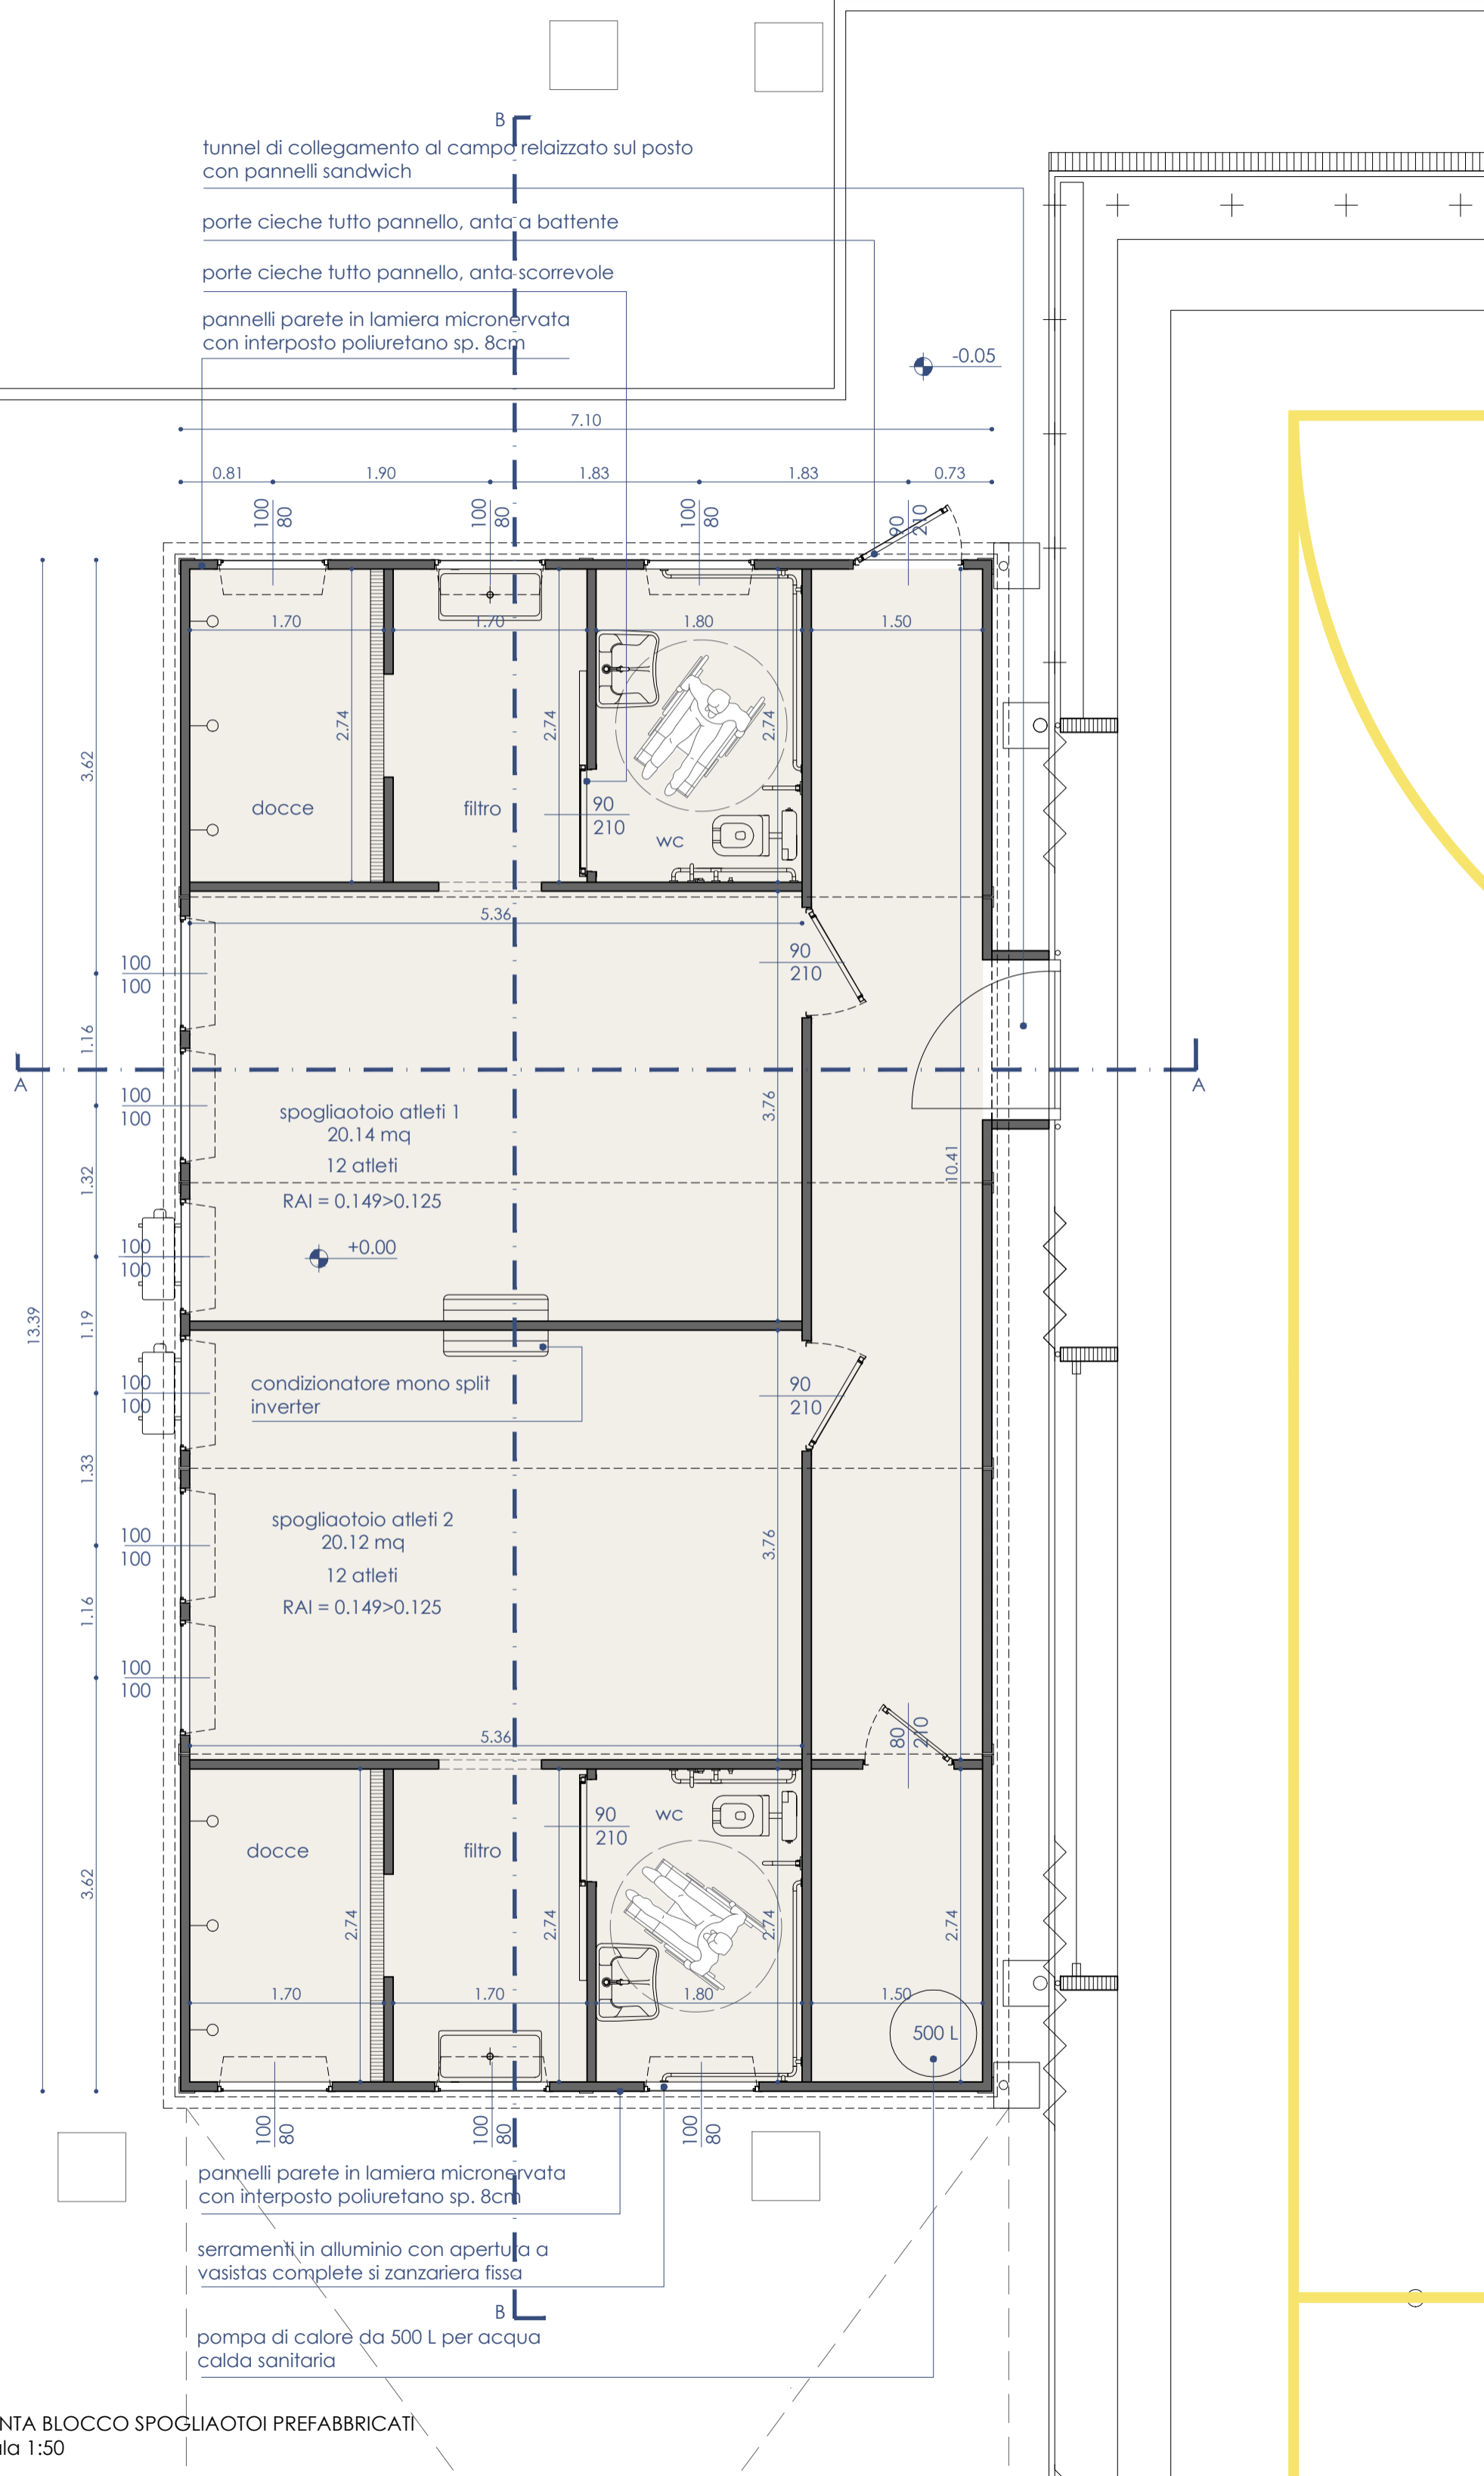 B
tunnel di collegamento al campo relaizzato sul posto
con pannelli sandwich
porte cieche tutto pannello, anta a battente
porte cieche tutto pannello, anta scorrevole
pannelli parete in lamiera micronervata
con interposto poliuretano sp. 8cm
-0.05
7.10
0.81 1.90 1.83 1.83 0.73
100 80 100 80 100 80 90 210
1.70 1.70 1.80 1.50
3.62 2.74 2.74 2.74
docce filtro 90
210
wc
5.36
100 90
100 210
1.16
A A
100
100 3.76
spogliaotoio atleti 1
20.14 mq
12 atleti
1.32 10.41
RAI = 0.149>0.125
100 +0.00
100
13.39 1.19
100 condizionatore mono split 90
100 inverter 210
1.33
spogliaotoio atleti 2
100 20.12 mq 3.76
100
12 atleti
1.16 RAI = 0.149>0.125
100
100
5.36 80 210
90 wc
210
docce filtro
3.62 2.74 2.74 2.74 2.74
1.70 1.70 1.80 1.50
500 L
100 80 100 80 100 80
pannelli parete in lamiera micronervata
con interposto poliuretano sp. 8cm
serramenti in alluminio con apertura a
vasistas complete si zanzariera fissa
B
pompa di calore da 500 L per acqua
calda sanitaria
NTA BLOCCO SPOGLIAOTOI PREFABBRICATI
la 1:50